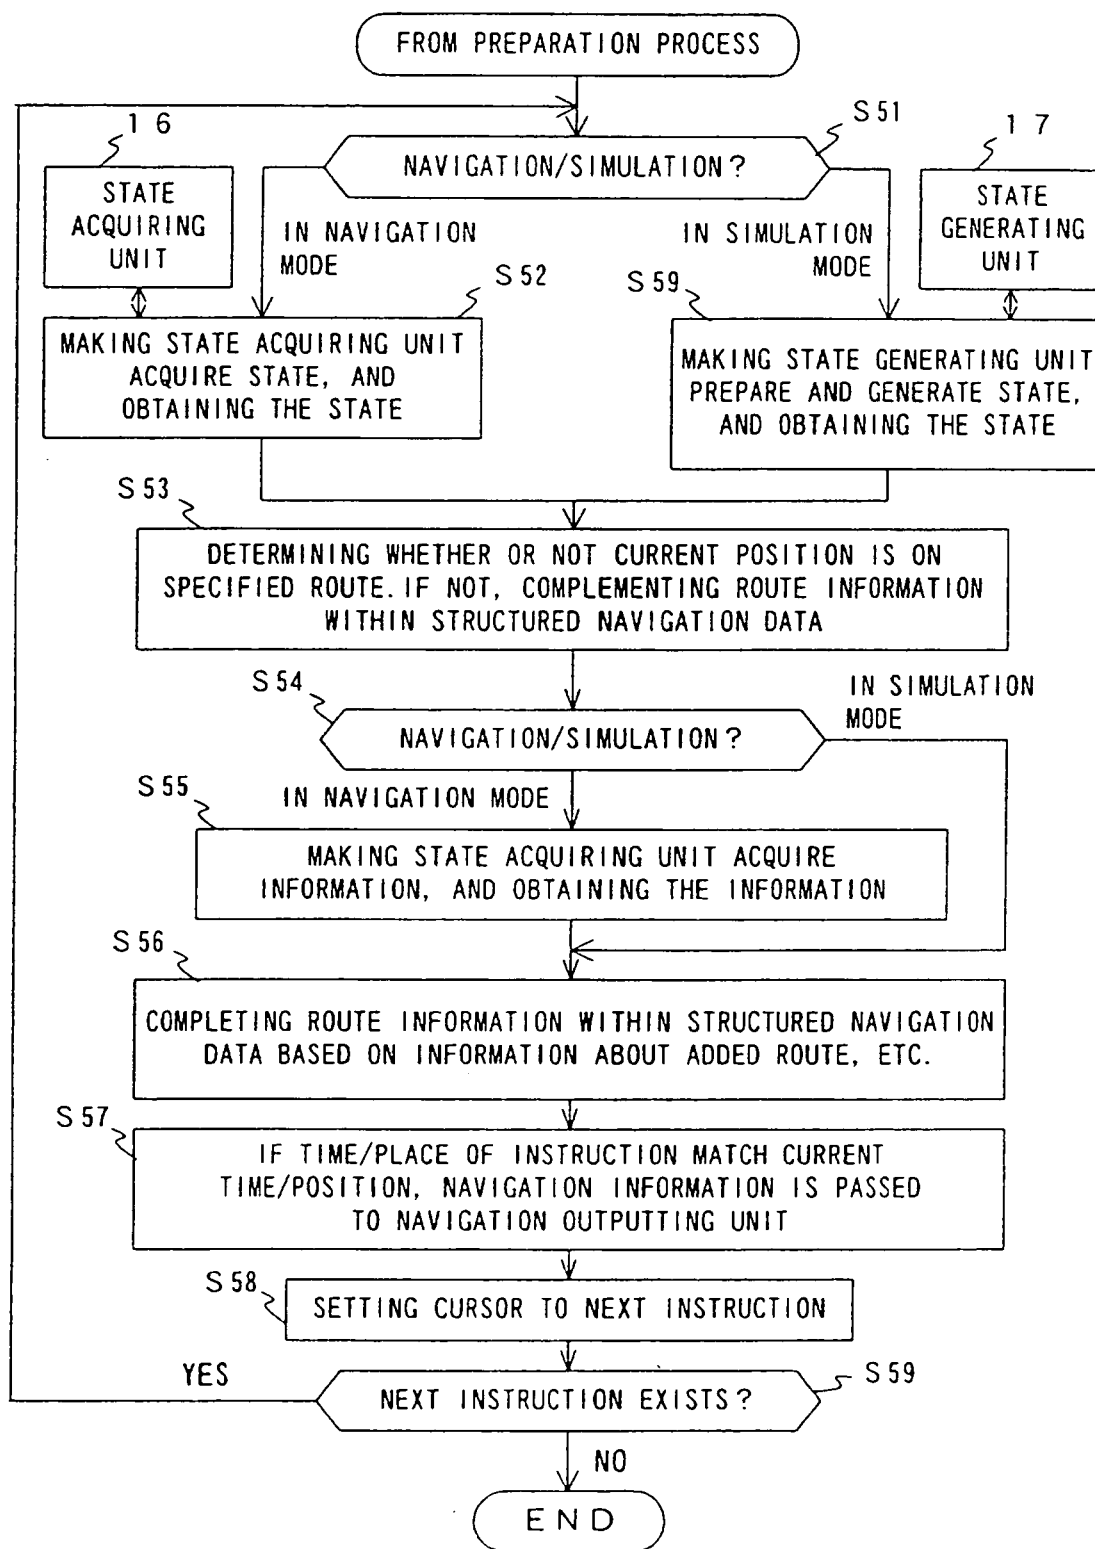 FROM PREPARATION PROCESS
S51
16
17
NAVIGATION/SIMULATION?
STATE
ACQUIRING
UNIT
STATE
GENERATING
UNIT
IN NAVIGATION
MODE
IN SIMULATION
MODE
S52
S59
MAKING STATE ACQUIRING UNIT
ACQUIRE STATE, AND
OBTAINING THE STATE
MAKING STATE GENERATING UNIT
PREPARE AND GENERATE STATE,
AND OBTAINING THE STATE
S53
DETERMINING WHETHER OR NOT CURRENT POSITION IS ON
SPECIFIED ROUTE. IF NOT, COMPLEMENTING ROUTE INFORMATION
WITHIN STRUCTURED NAVIGATION DATA
S54
IN SIMULATION
MODE
NAVIGATION/SIMULATION?
S55
IN NAVIGATION MODE
MAKING STATE ACQUIRING UNIT ACQUIRE
INFORMATION, AND OBTAINING THE INFORMATION
S56
COMPLETING ROUTE INFORMATION WITHIN STRUCTURED NAVIGATION
DATA BASED ON INFORMATION ABOUT ADDED ROUTE, ETC.
S57
IF TIME/PLACE OF INSTRUCTION MATCH CURRENT
TIME/POSITION, NAVIGATION INFORMATION IS PASSED
TO NAVIGATION OUTPUTTING UNIT
S58
SETTING CURSOR TO NEXT INSTRUCTION
YES
S59
NEXT INSTRUCTION EXISTS?
NO
END